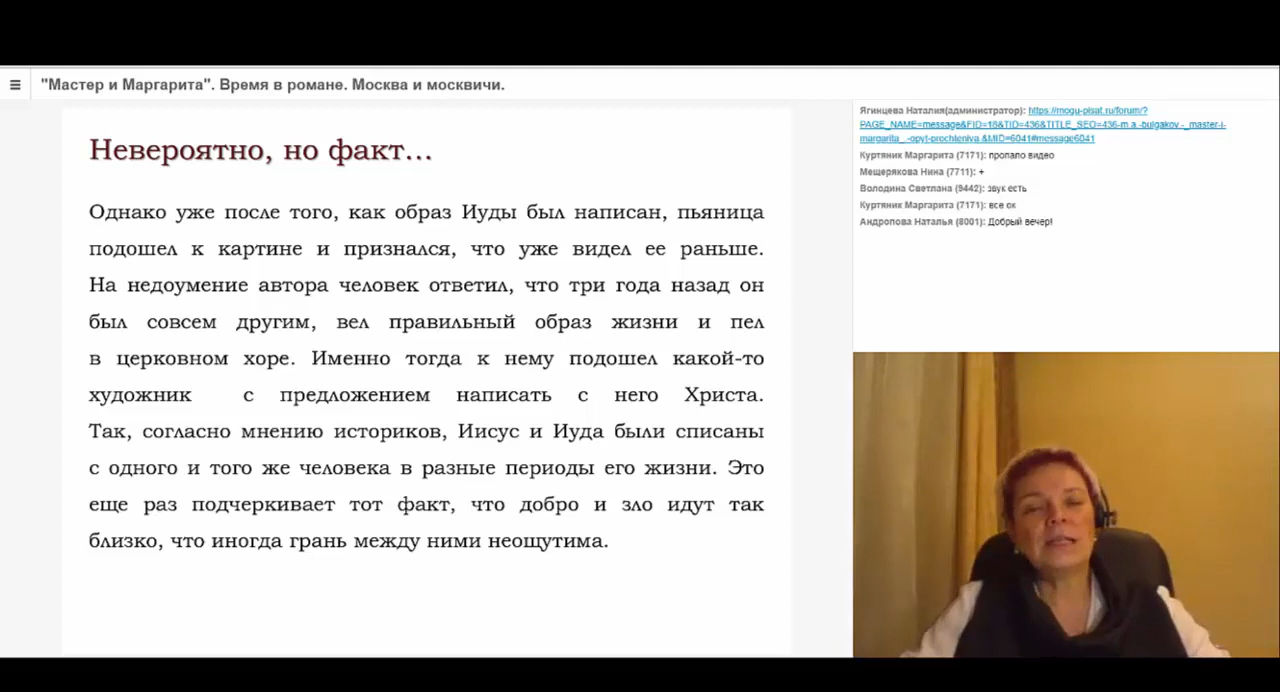 "Мастер и Маргарита". Время в романе. Москва и москвичи.
Невероятно, но факт...
Однако уже после того, как образ Иуды был написан, пьяница
подошел к картине и признался, что уже видел ее раньше.
На недоумение автора человек ответил, что три года назад он
был совсем другим, вел правильный образ жизни и пел
в церковном хоре. Именно тогда к нему подошел какой-то
художник с предложением написать с него Христа.
Так, согласно мнению историков, Иисус и Иуда были списаны
с одного и того же человека в разные периоды его жизни. Это
еще раз подчеркивает тот факт, что добро и зло идут так
близко, что иногда грань между ними неощутима.
Ягинцева Наталия(администратор): https://mogu-pisat.ru/forum/?
PAGE_NAME=message&FID=18&TID=436&TITLE_SEO=436-m.a.-bulgakov.-_master-i-
margarita_.-opyt-prochteniya.&MID=6041#message6041
Куртяник Маргарита (7171): пропало видео
Мещерякова Нина (7711): +
Володина Светлана (9442): звук есть
Куртяник Маргарита (7171): все ок
Андропова Наталья (8001): Добрый вечер!